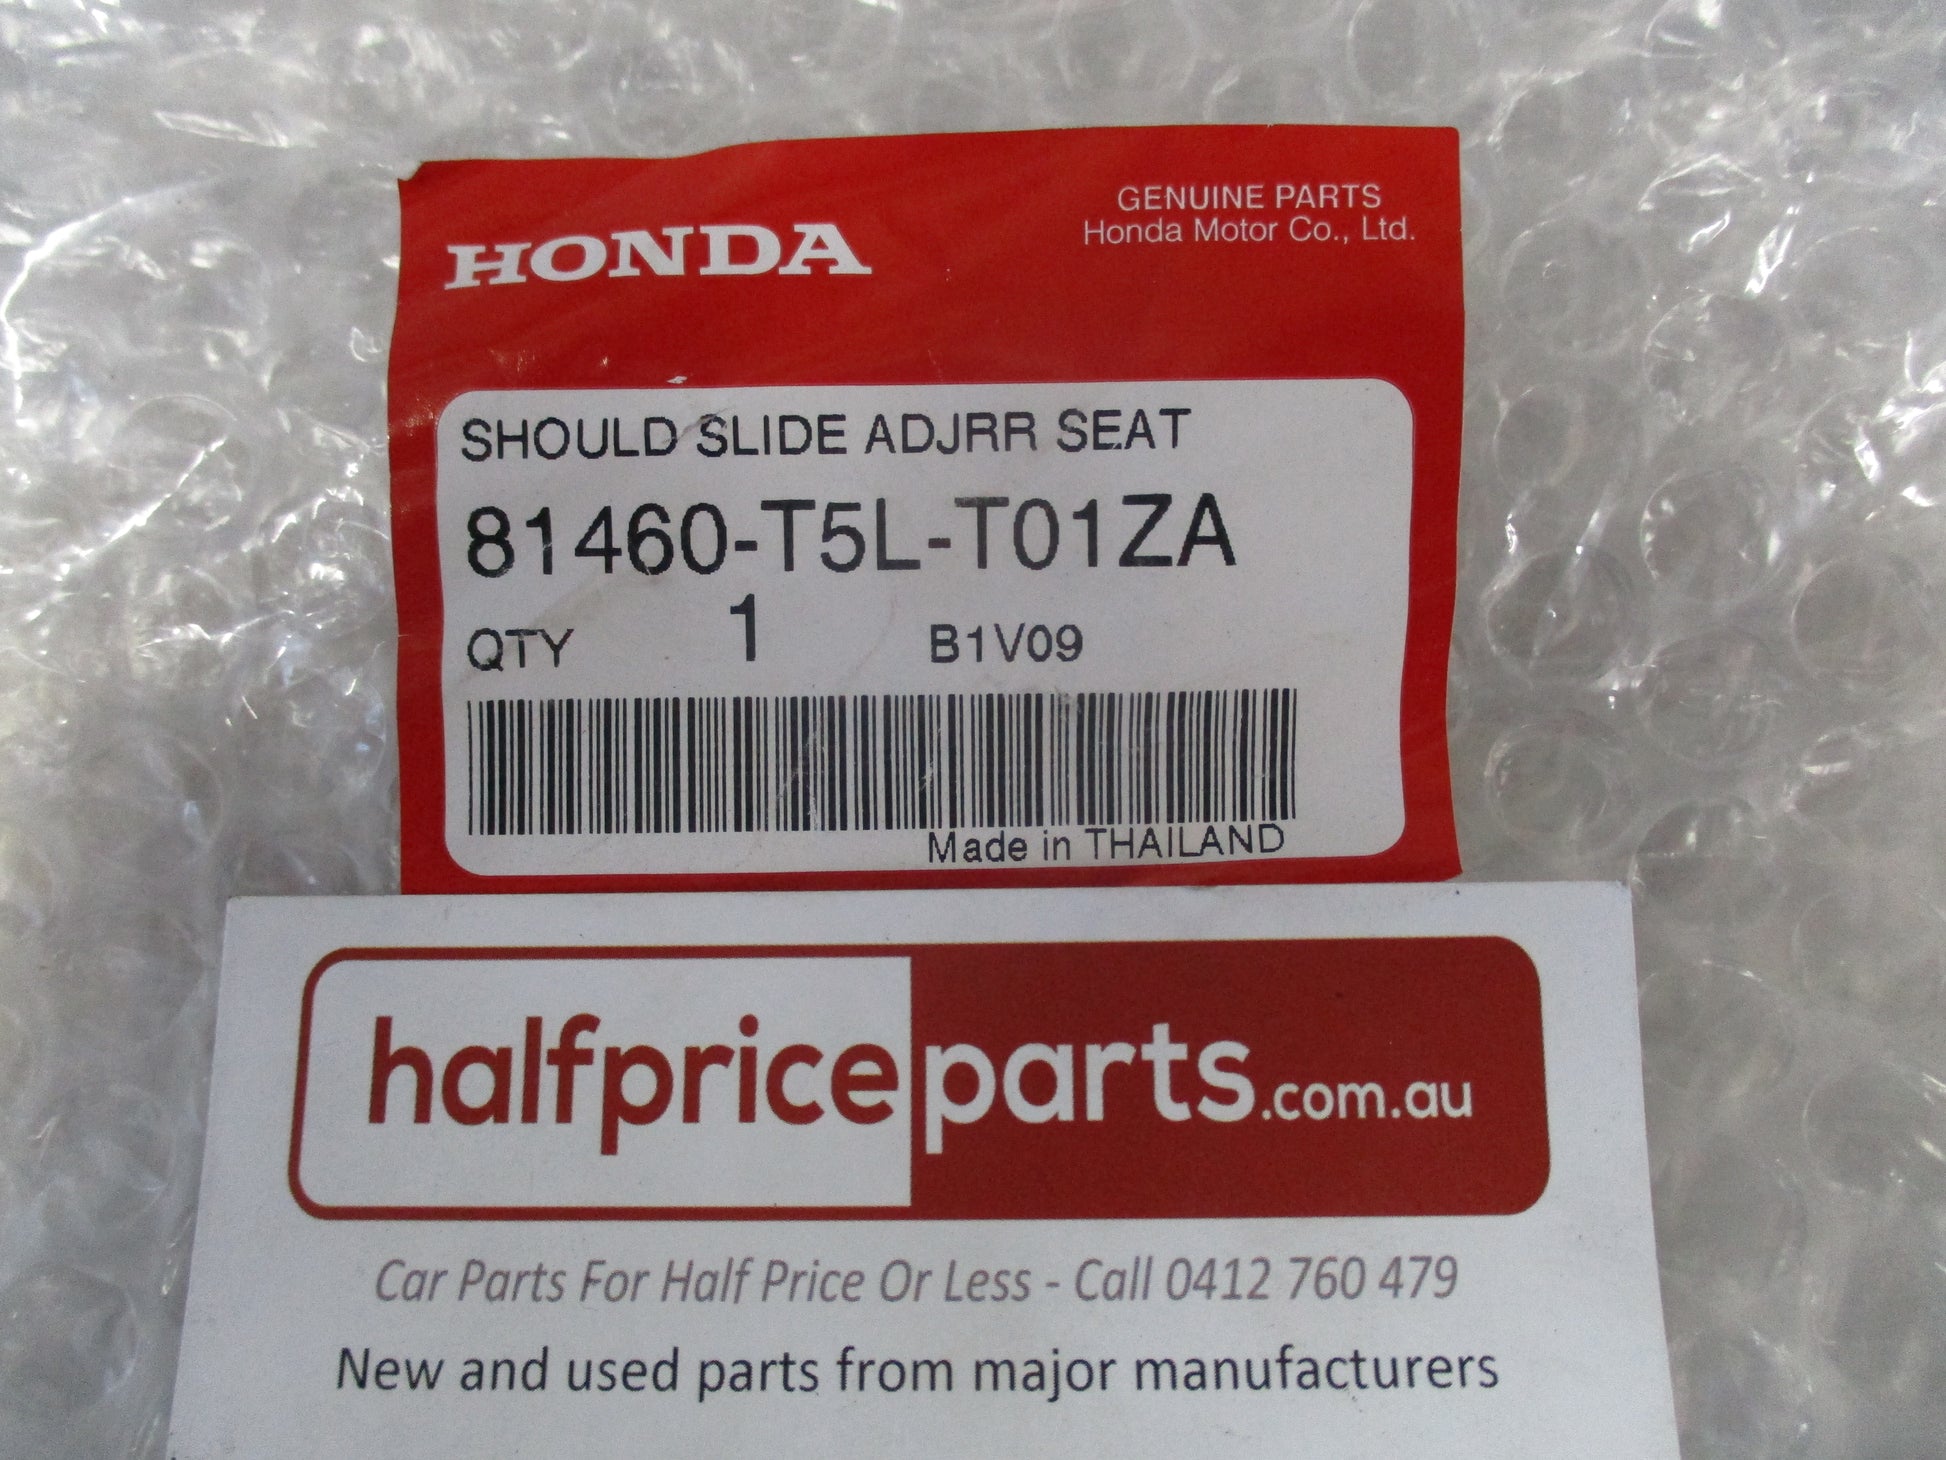 HONDA
GENUINE PARTS
Honda Motor Co., Ltd.
SHOULD SLIDE ADJRR SEAT
81460-T5L-T01ZA
QTY 1 B1V09
Made in THAILAND
halfpriceparts.com.au
Car Parts For Half Price Or Less - Call 0412 760 479
New and used parts from major manufacturers